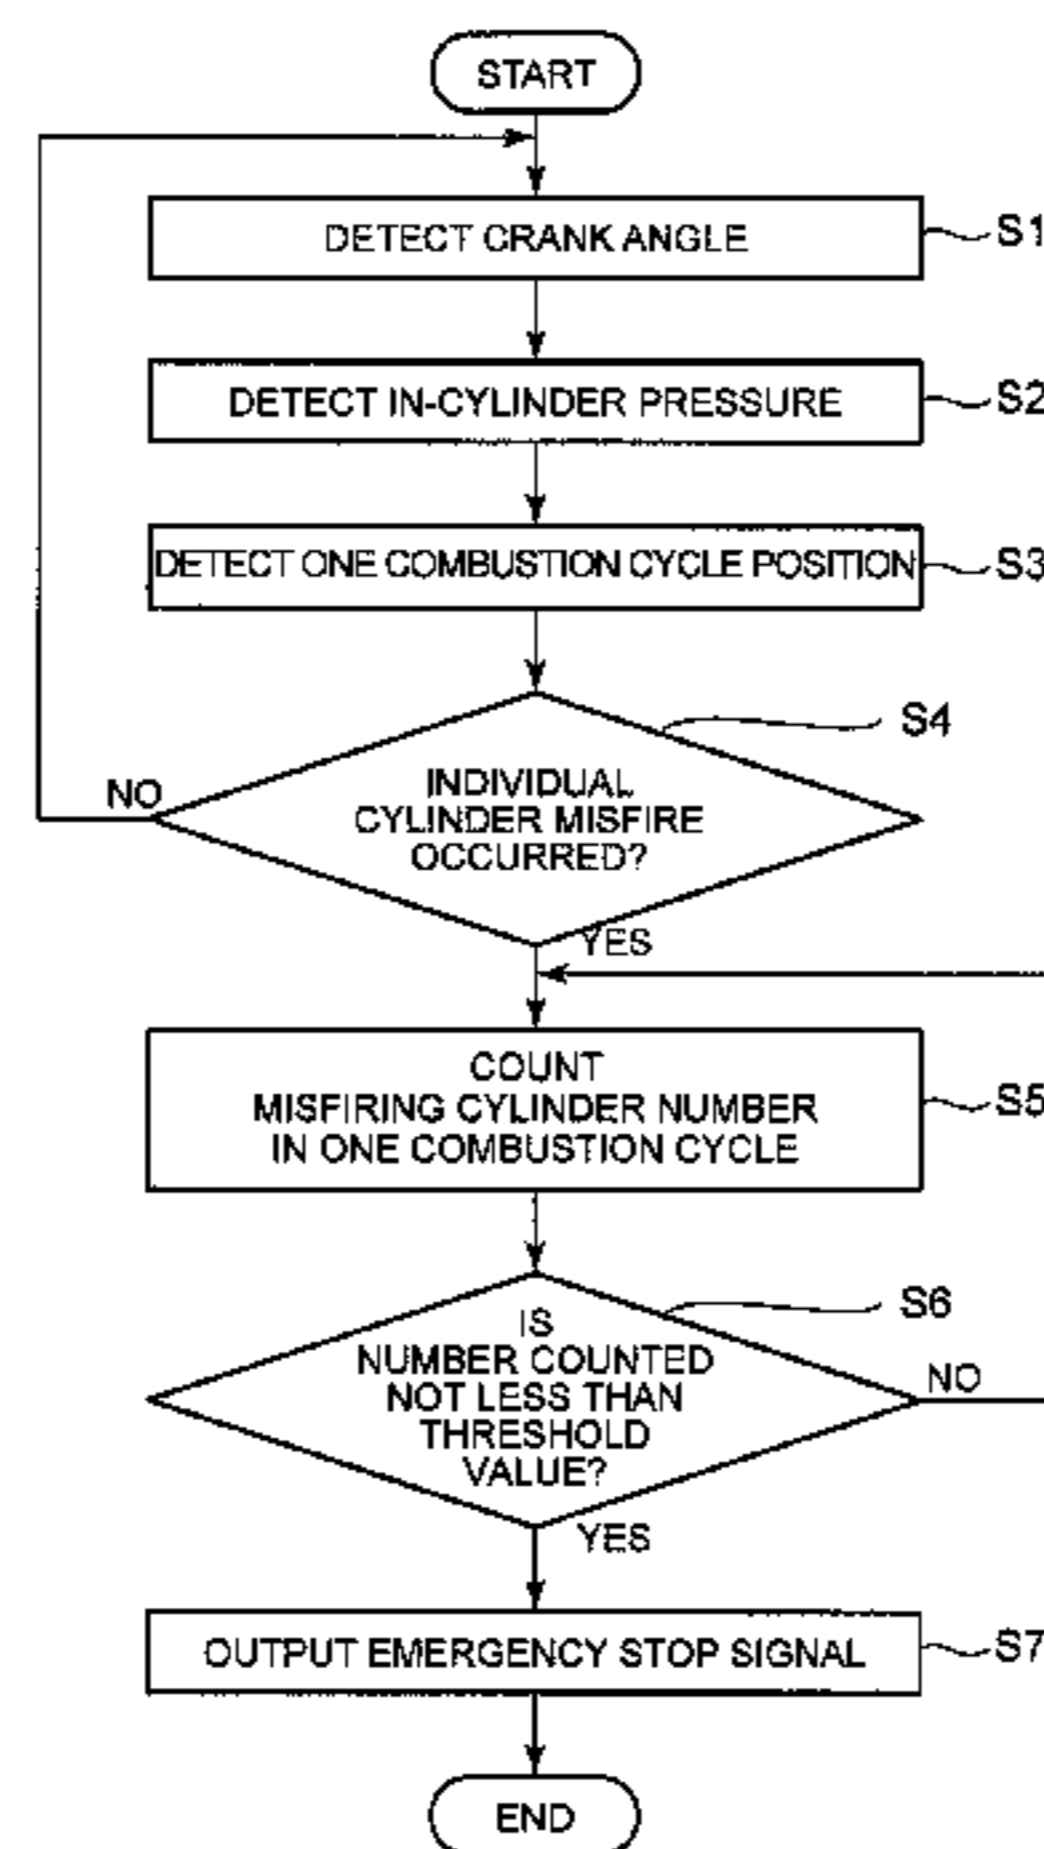 START
DETECT CRANK ANGLE
S1
DETECT IN-CYLINDER PRESSURE
S2
DETECT ONE COMBUSTION CYCLE POSITION
S3
S4
INDIVIDUAL
CYLINDER MISFIRE
OCCURRED?
NO
YES
COUNT
MISFIRING CYLINDER NUMBER
IN ONE COMBUSTION CYCLE
S5
S6
IS
NUMBER COUNTED
NOT LESS THAN
THRESHOLD
VALUE?
NO
YES
OUTPUT EMERGENCY STOP SIGNAL
S7
END